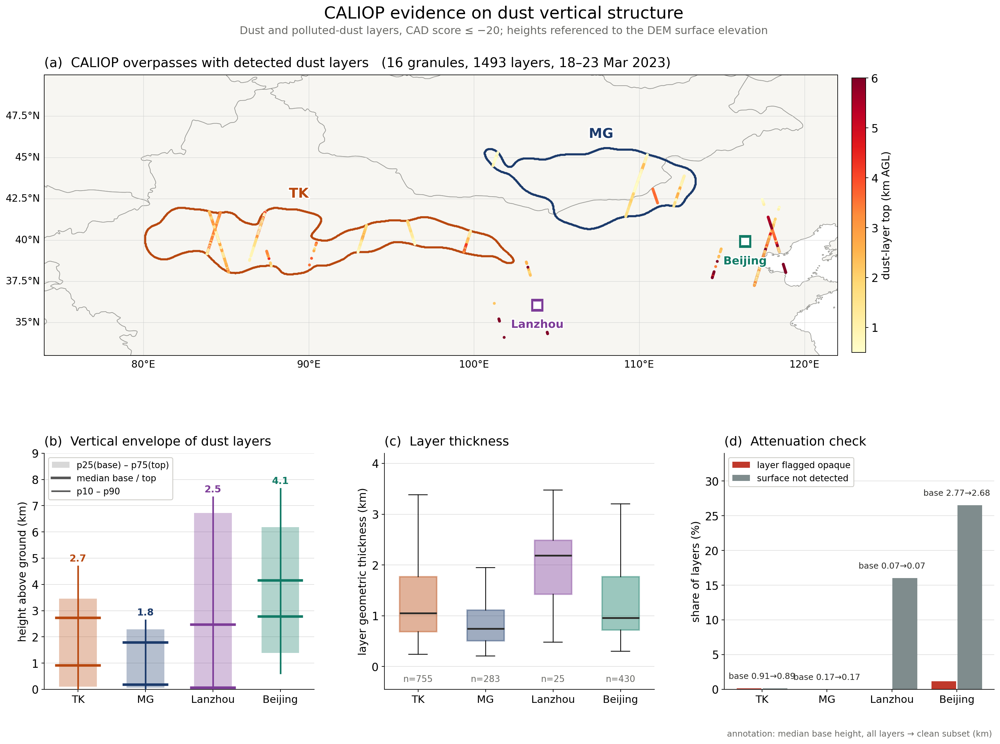 CALIOP evidence on dust vertical structure
Dust and polluted-dust layers, CAD score ≤ −20; heights referenced to the DEM surface elevation
(a)  CALIOP overpasses with detected dust layers   (16 granules, 1493 layers, 18–23 Mar 2023)
47.5°N
45°N
42.5°N
40°N
37.5°N
35°N
80°E
90°E
100°E
110°E
120°E
MG
TK
Beijing
Lanzhou
6
5
4
3
2
1
dust-layer top (km AGL)
(b)  Vertical envelope of dust layers
height above ground (km)
9
8
7
6
5
4
3
2
1
0
p25(base) – p75(top)
median base / top
p10 – p90
2.7
1.8
2.5
4.1
TK
MG
Lanzhou
Beijing
(c)  Layer thickness
layer geometric thickness (km)
4
3
2
1
0
n=755
n=283
n=25
n=430
TK
MG
Lanzhou
Beijing
(d)  Attenuation check
share of layers (%)
30
25
20
15
10
5
0
layer flagged opaque
surface not detected
base 0.91→0.89
base 0.17→0.17
base 0.07→0.07
base 2.77→2.68
TK
MG
Lanzhou
Beijing
annotation: median base height, all layers → clean subset (km)